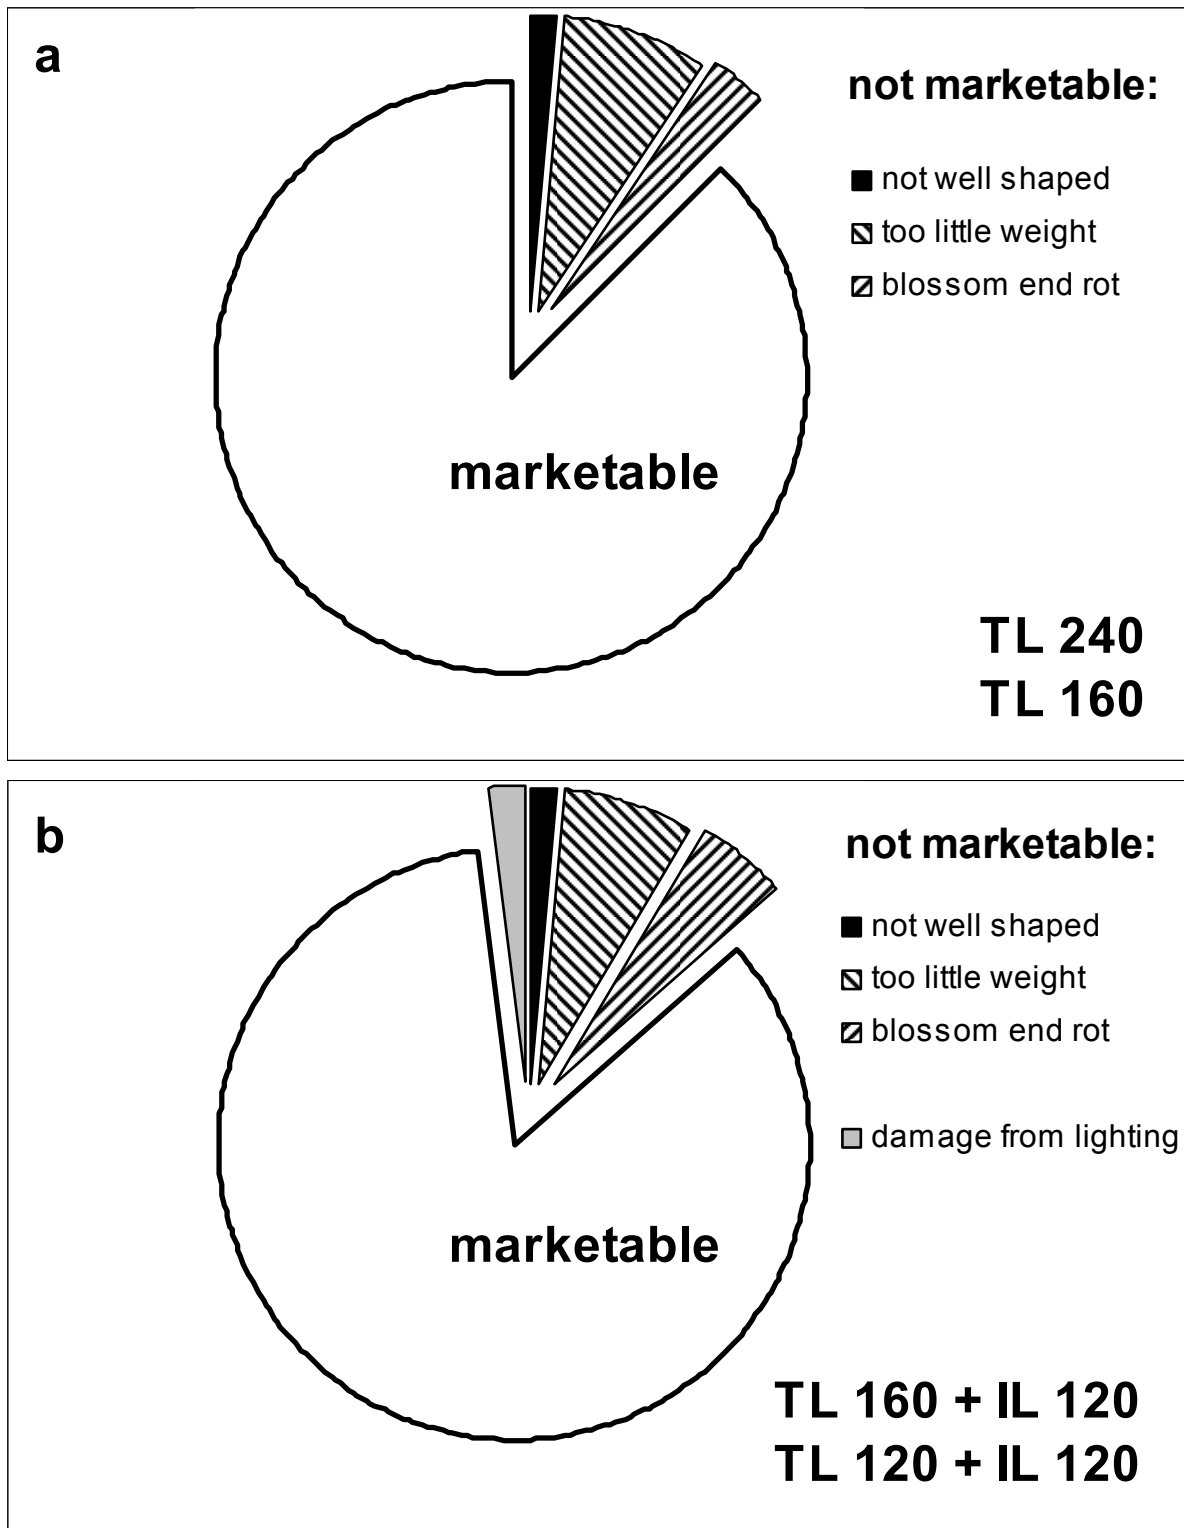 a
not marketable:
not well shaped
too little weight
blossom end rot
marketable
TL 240
TL 160
b
not marketable:
not well shaped
too little weight
blossom end rot
damage from lighting
marketable
TL 160 + IL 120
TL 120 + IL 120